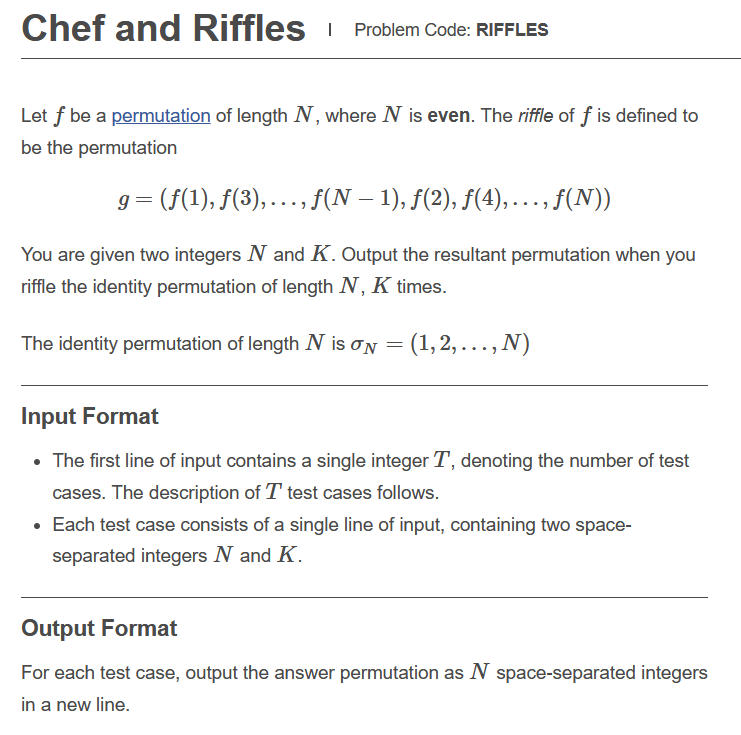 Chef and Riffles | Problem Code: RIFFLES
Let f be a permutation of length N, where N is even. The riffle of f is defined to
be the permutation
g = (f(1), f(3), . . . , f(N − 1), f(2), f(4), . . . , f(N))
You are given two integers N and K. Output the resultant permutation when you
riffle the identity permutation of length N, K times.
The identity permutation of length N is σN = (1, 2, . . . , N)
Input Format
• The first line of input contains a single integer T, denoting the number of test
cases. The description of T test cases follows.
• Each test case consists of a single line of input, containing two space-
separated integers N and K.
Output Format
For each test case, output the answer permutation as N space-separated integers
in a new line.